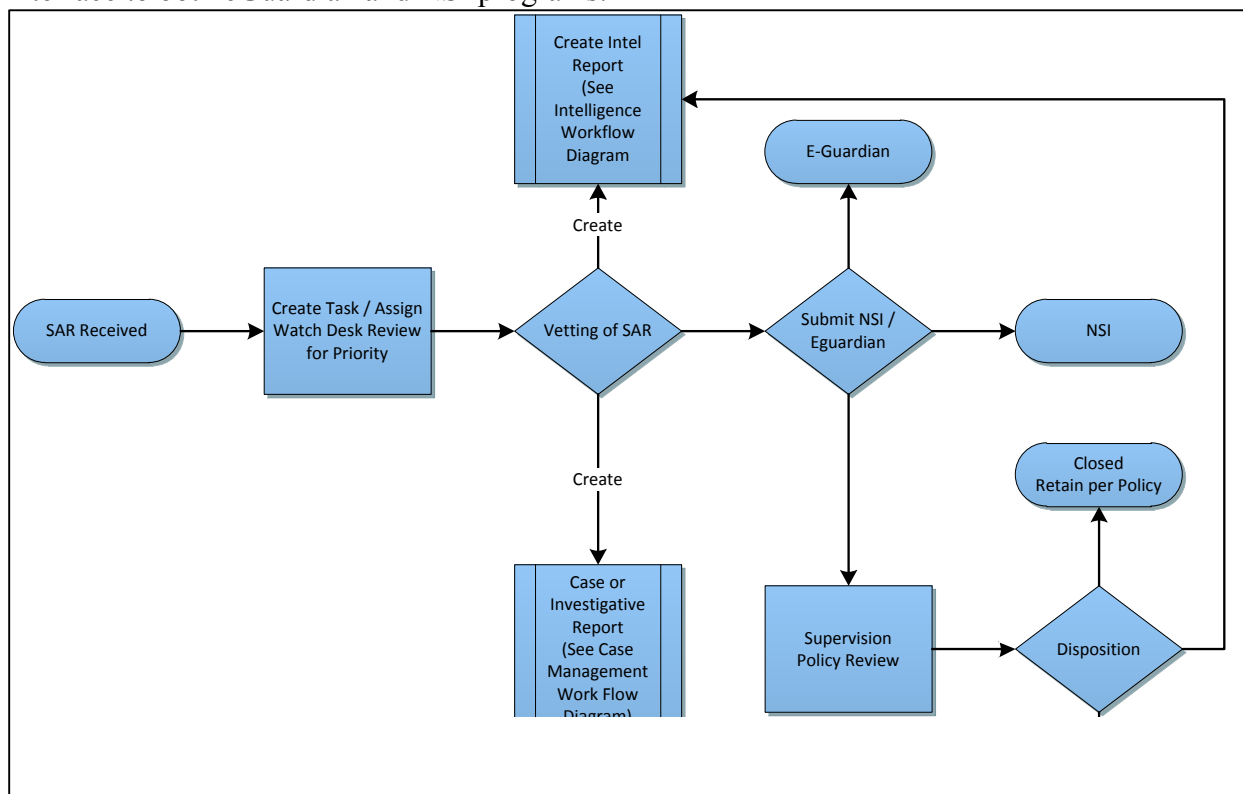 Create Intel
Report
(See
Intelligence
Workflow
Diagram
E-Guardian
Create
SAR Received
Create Task / Assign
Watch Desk Review
for Priority
Vetting of SAR
Submit NSI /
Eguardian
NSI
Closed
Retain per Policy
Create
Case or
Investigative
Report
(See Case
Management
Work Flow
Diagram)
Supervision
Policy Review
Disposition